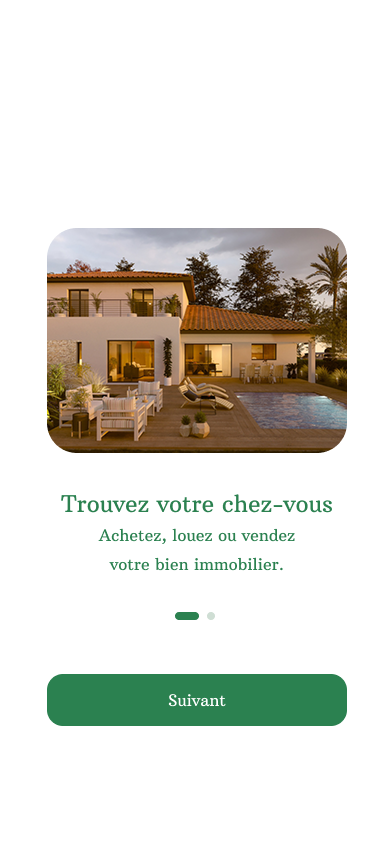 Trouvez votre chez-vous
Achetez, louez ou vendez
votre bien immobilier.
Suivant